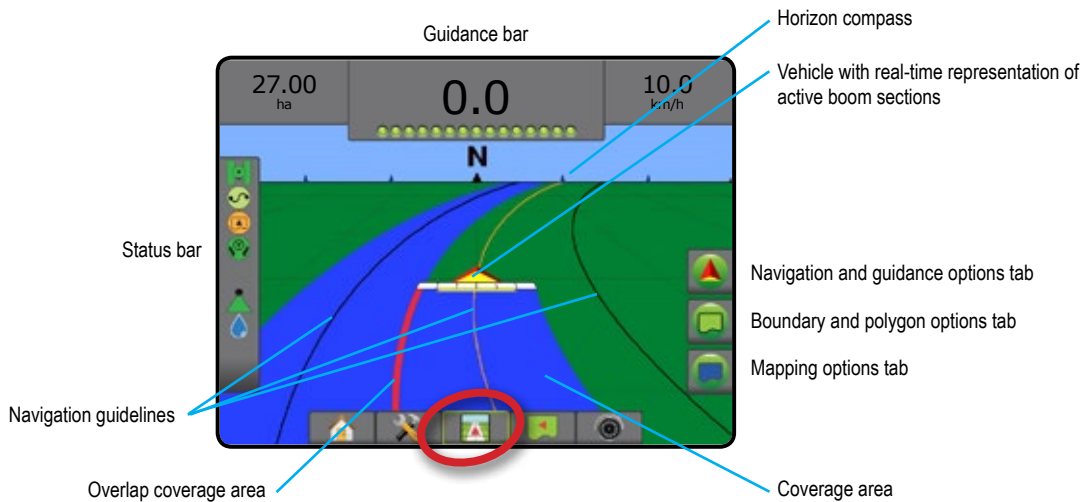 Horizon compass
Guidance bar
Vehicle with real-time representation of
active boom sections
27.00
ha
0.0
10.0
km/h
N
Status bar
Navigation and guidance options tab
Boundary and polygon options tab
Mapping options tab
Navigation guidelines
Overlap coverage area
Coverage area